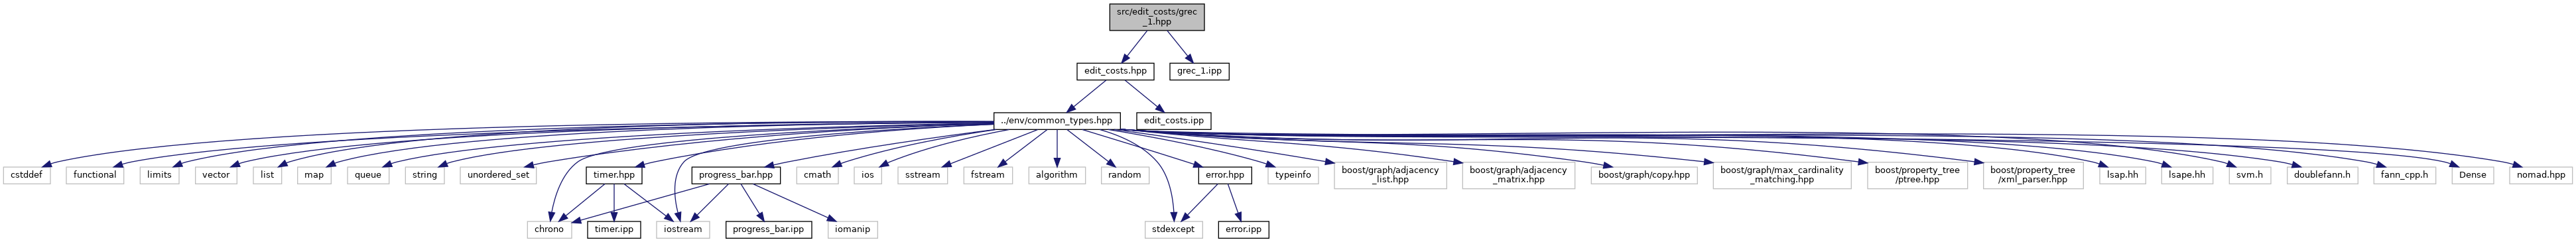 src/edit_costs/grec
_1.hpp
edit_costs.hpp
grec_1.ipp
../env/common_types.hpp
edit_costs.ipp
cstddef
functional
limits
vector
list
map
queue
string
unordered_set
timer.hpp
progress_bar.hpp
cmath
ios
sstream
fstream
algorithm
random
error.hpp
typeinfo
boost/graph/adjacency
_list.hpp
boost/graph/adjacency
_matrix.hpp
boost/graph/copy.hpp
boost/graph/max_cardinality
_matching.hpp
boost/property_tree
/ptree.hpp
boost/property_tree
/xml_parser.hpp
lsap.hh
lsape.hh
svm.h
doublefann.h
fann_cpp.h
Dense
nomad.hpp
chrono
timer.ipp
iostream
progress_bar.ipp
iomanip
stdexcept
error.ipp